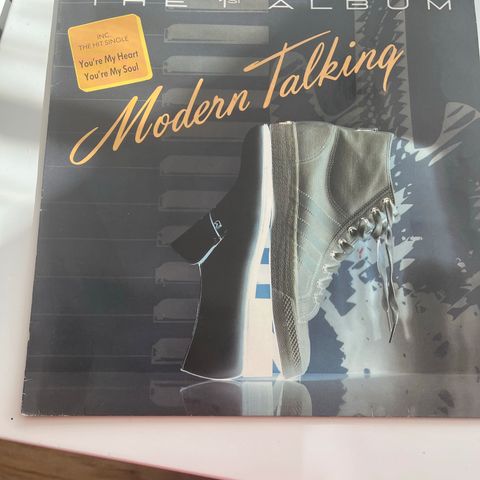 THE 1st ALBUM
INC.
THE HIT SINGLE
You're My Heart
You're My Soul
Modern Talking